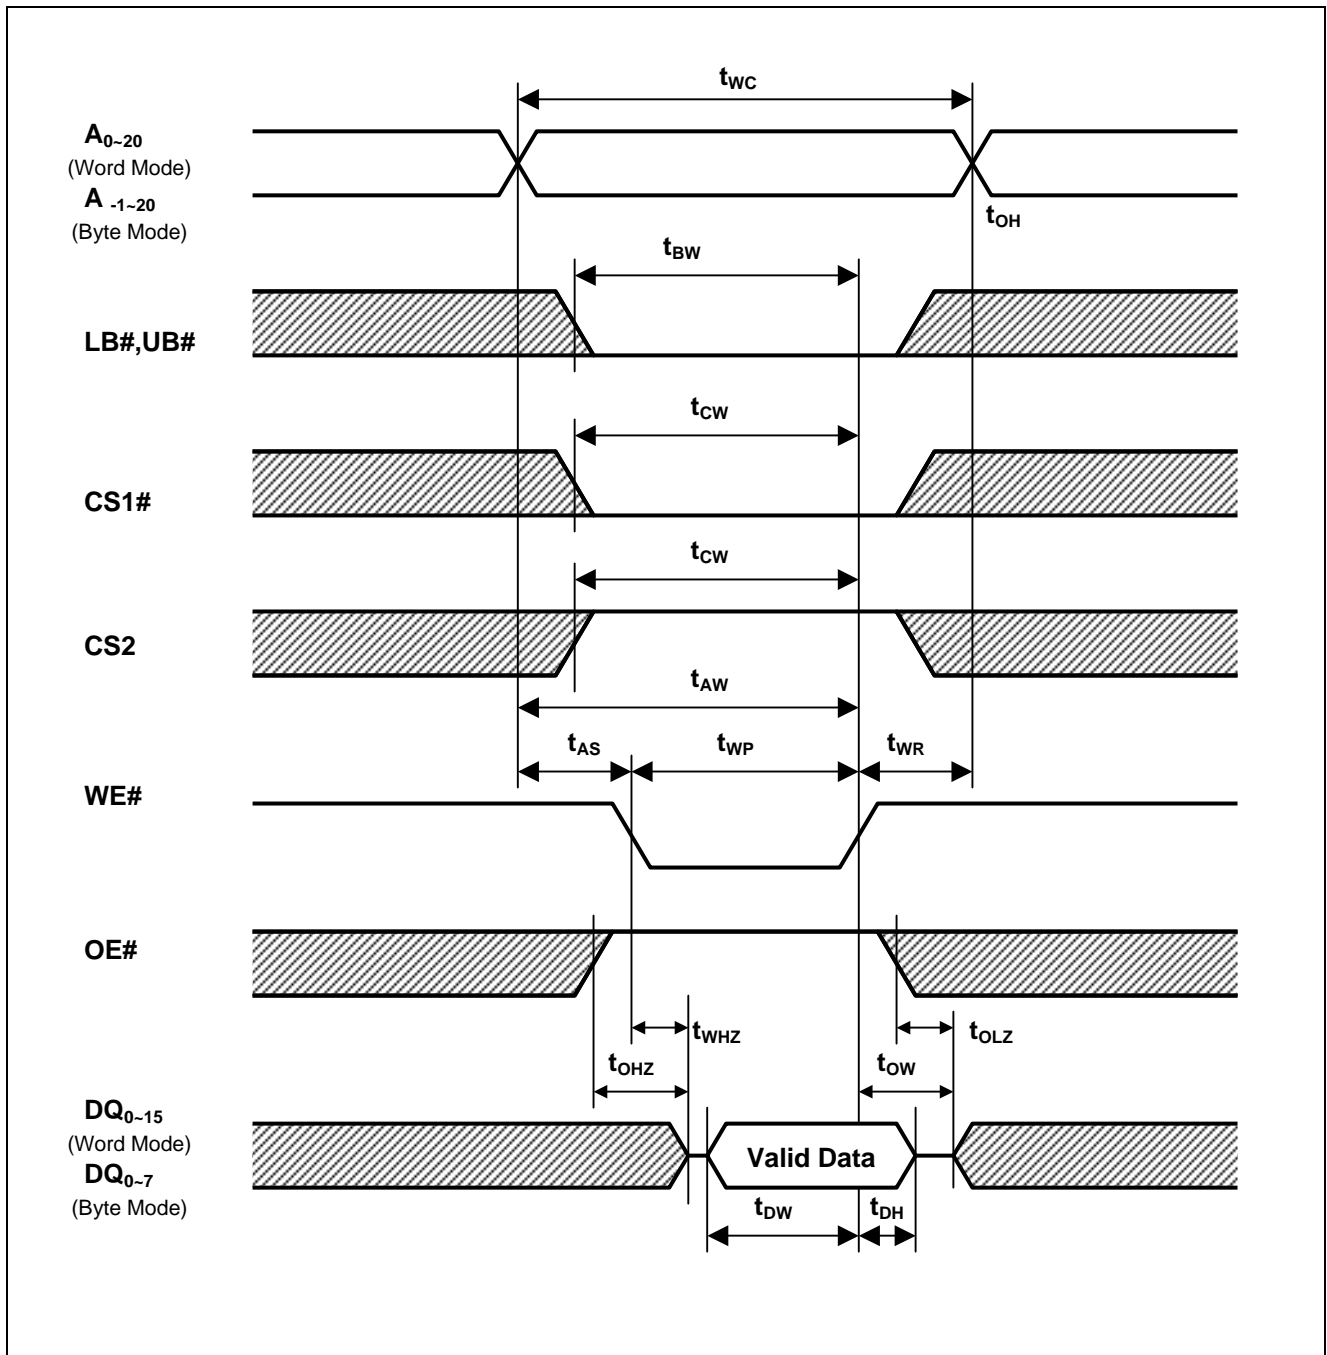 tWC
A0~20
(Word Mode)
A -1~20
(Byte Mode)
tOH
tBW
LB#,UB#
tCW
CS1#
tCW
CS2
tAW
tAS
tWP
tWR
WE#
OE#
tWHZ
tOLZ
tOHZ
tOW
DQ0~15
(Word Mode)
DQ0~7
(Byte Mode)
Valid Data
tDW
tDH